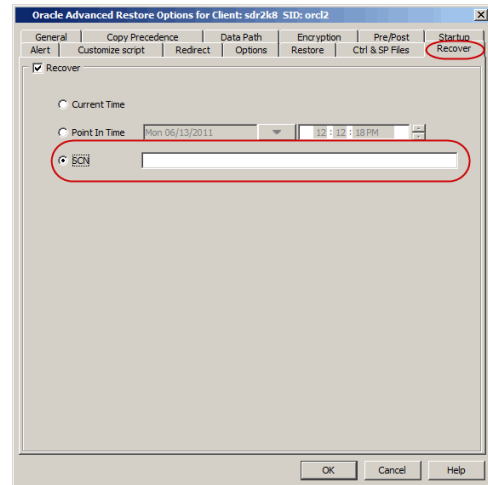 Oracle Advanced Restore Options for Client: sdr2k8 SID: orcl2
General Copy Precedence Data Path Encryption Pre/Post Startup
Alert Customize script Redirect Options Restore Ctrl & SP Files Recover
Recover
Current Time
Point In Time Mon 06/13/2011 12 : 12 : 18 PM
SCN
OK Cancel Help